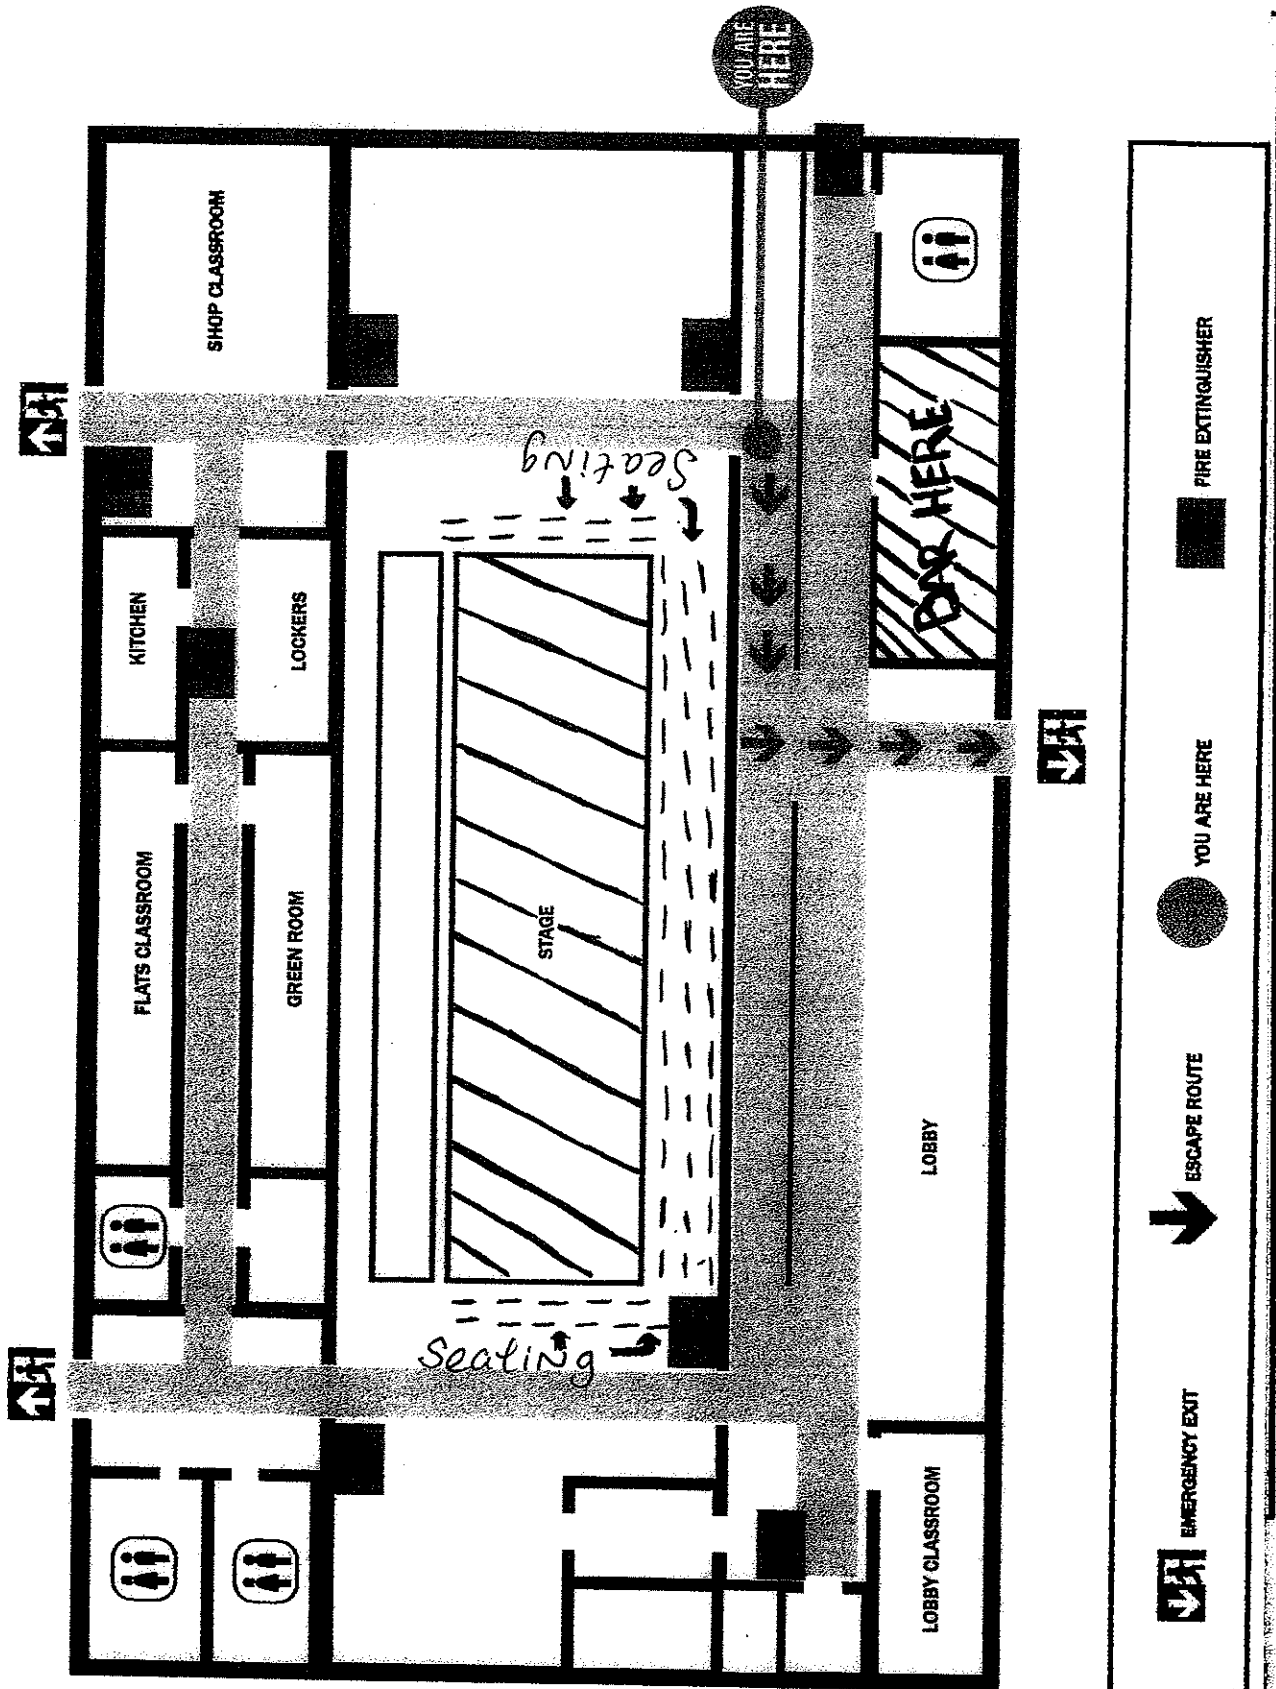 YOU ARE
HERE
SHOP CLASSROOM
KITCHEN
LOCKERS
FLATS CLASSROOM
GREEN ROOM
STAGE
Seating
Seating
BAR HERE
LOBBY
LOBBY CLASSROOM
EMERGENCY EXIT
ESCAPE ROUTE
YOU ARE HERE
FIRE EXTINGUISHER